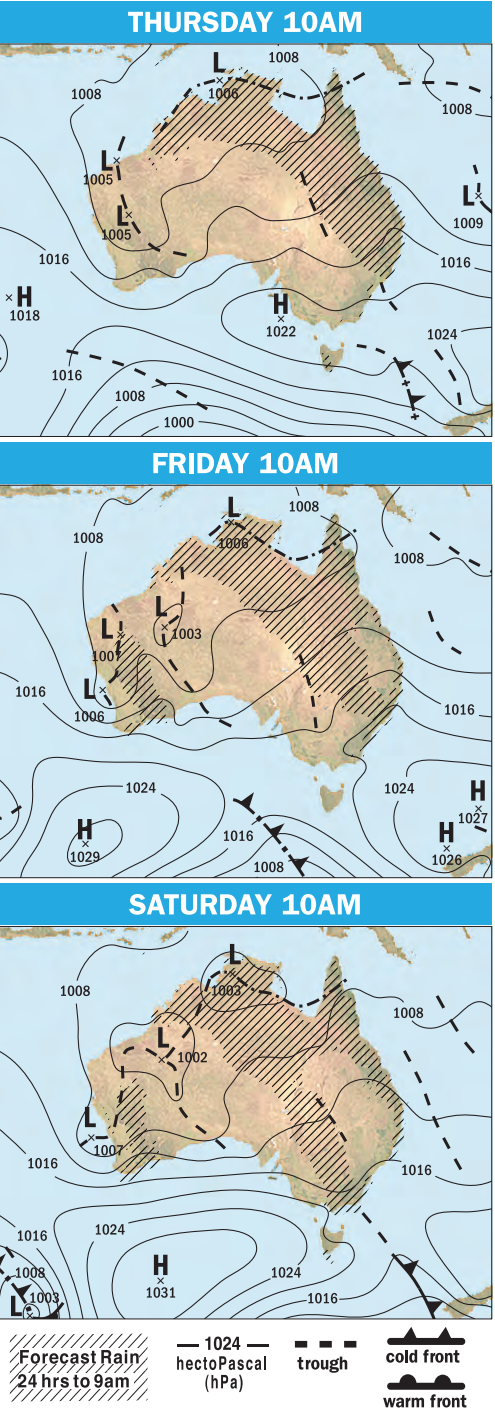 THURSDAY 10AM
1008
L
1006
1008
1008
L
1005
L
1009
L
1005
1016
1016
H
1018
H
1022
1024
1016
1008
1000
FRIDAY 10AM
L
1008
1006
1008
L
1003
L
1007
1016
1006
L
1016
1024
1024
H
1027
H
1029
1016
H
1026
1008
SATURDAY 10AM
L
1008
1003
1008
L
1002
L
1007
1016
1016
1016
1024
H
1031
1024
1008
1003
L
1016
Forecast Rain
24 hrs to 9am
1024
hectoPascal
(hPa)
trough
cold front
warm front